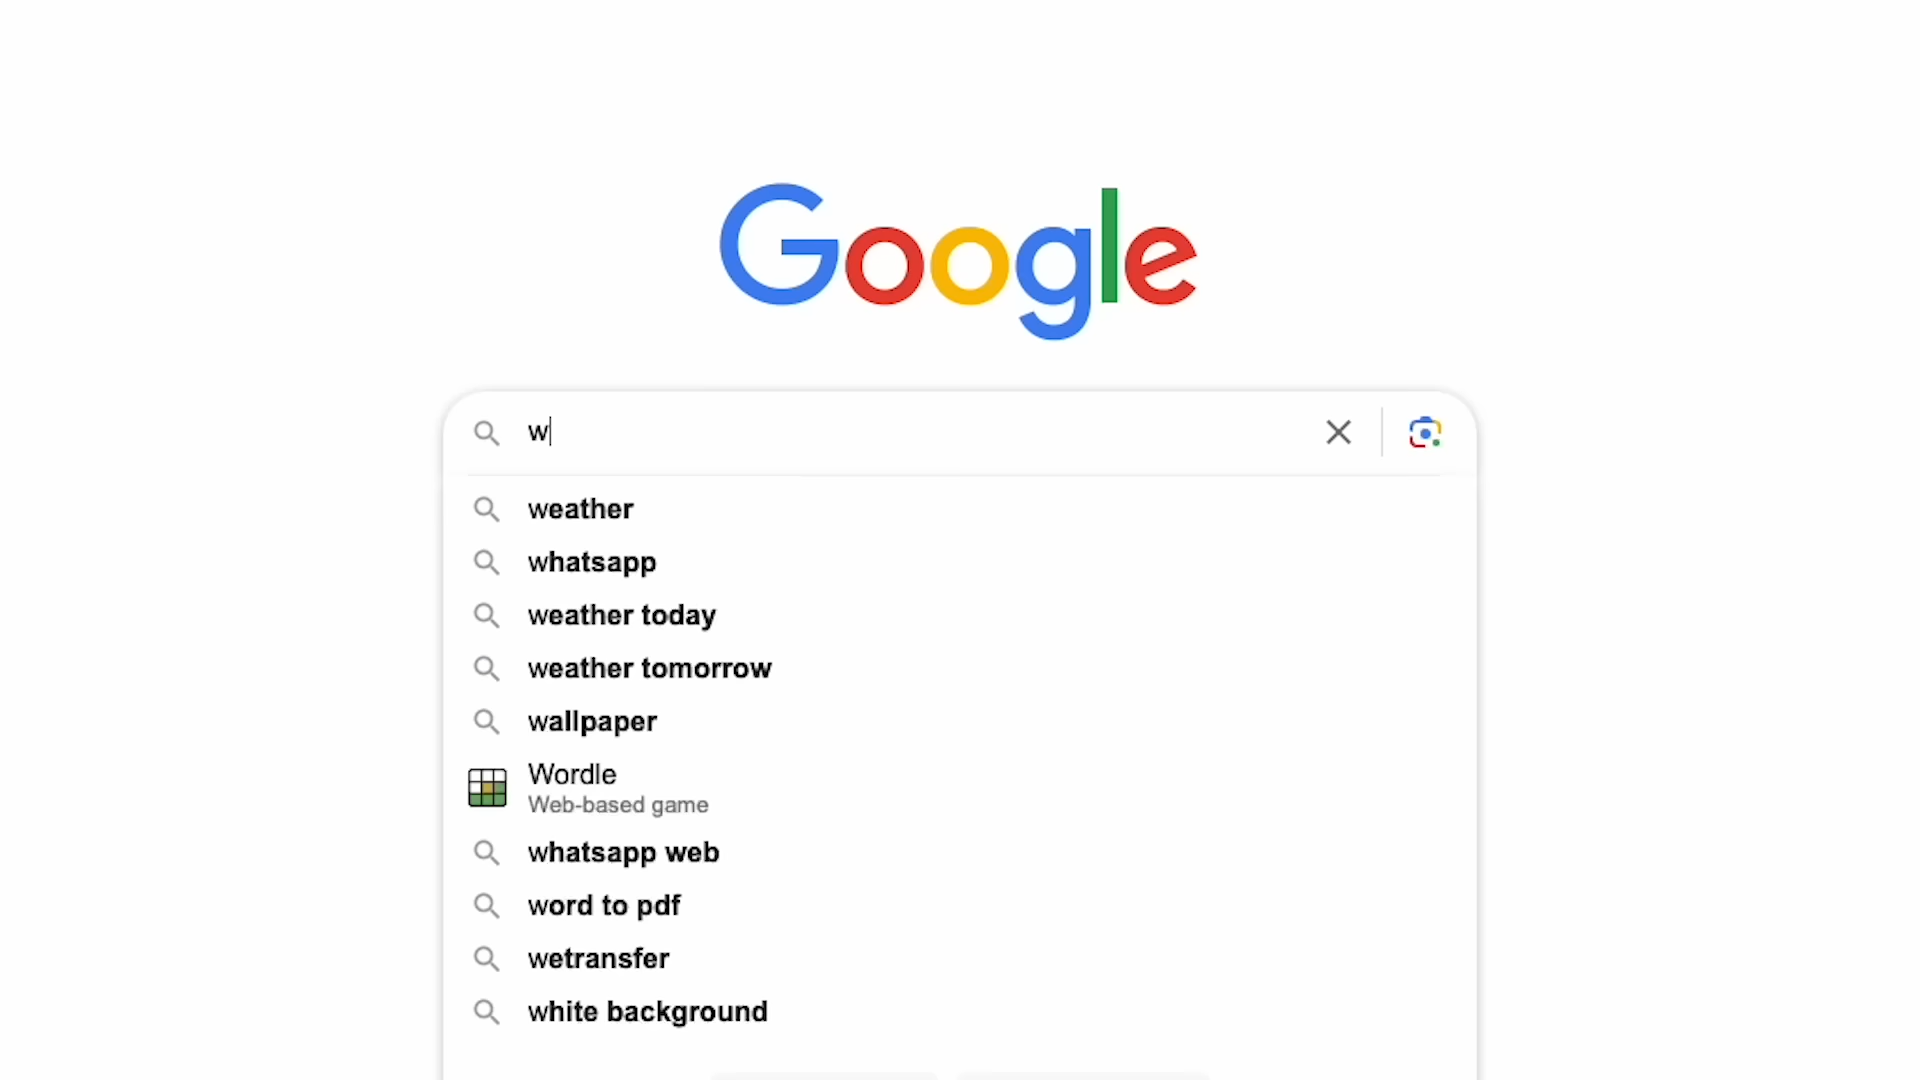 Google
w
weather
whatsapp
weather today
weather tomorrow
wallpaper
Wordle
Web-based game
whatsapp web
word to pdf
wetransfer
white background